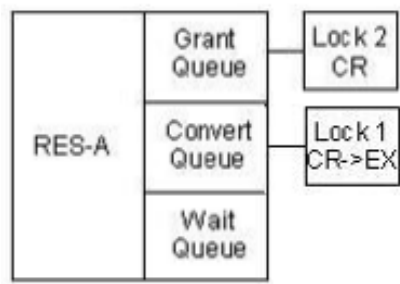 RES-A
Grant
Queue
Lock 2
CR
Convert
Queue
Lock 1
CR->EX
Wait
Queue